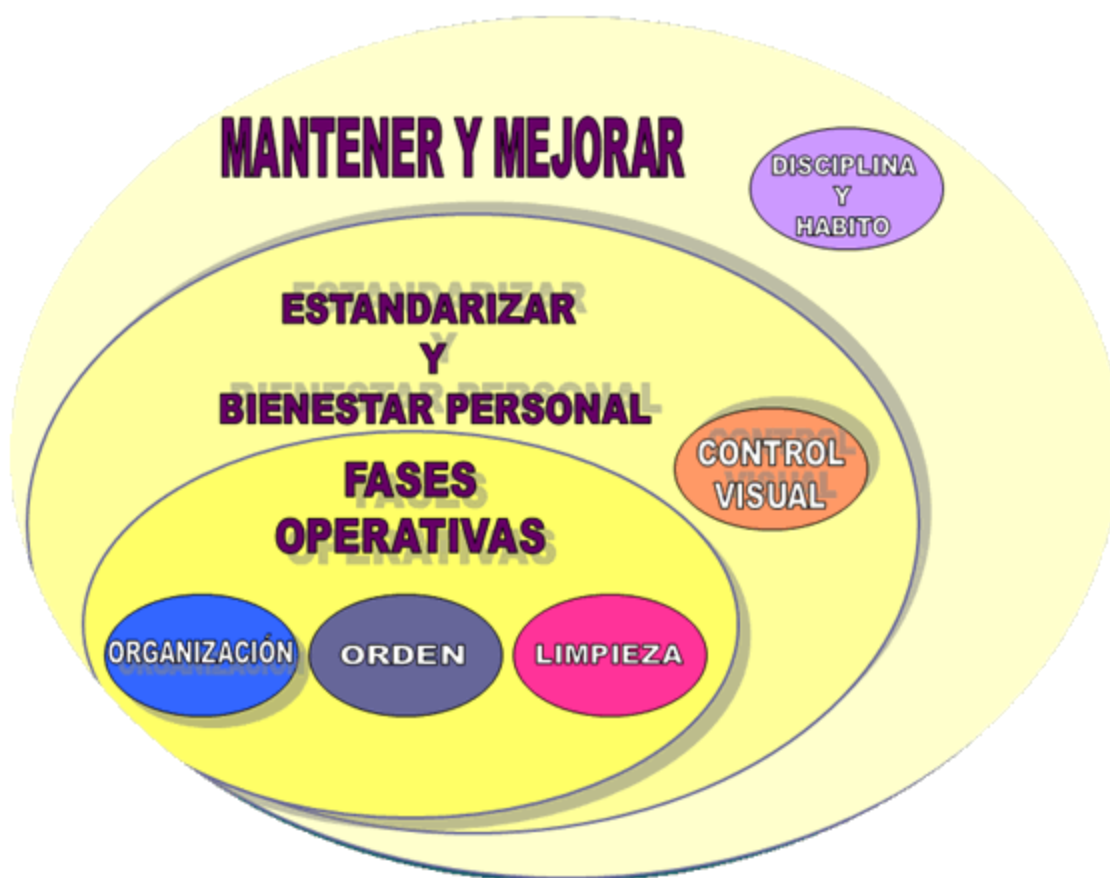 MANTENER Y MEJORAR
DISCIPLINA
Y
HABITO
ESTANDARIZAR
Y
BIENESTAR PERSONAL
CONTROL
VISUAL
FASES
OPERATIVAS
ORGANIZACIÓN
ORDEN
LIMPIEZA